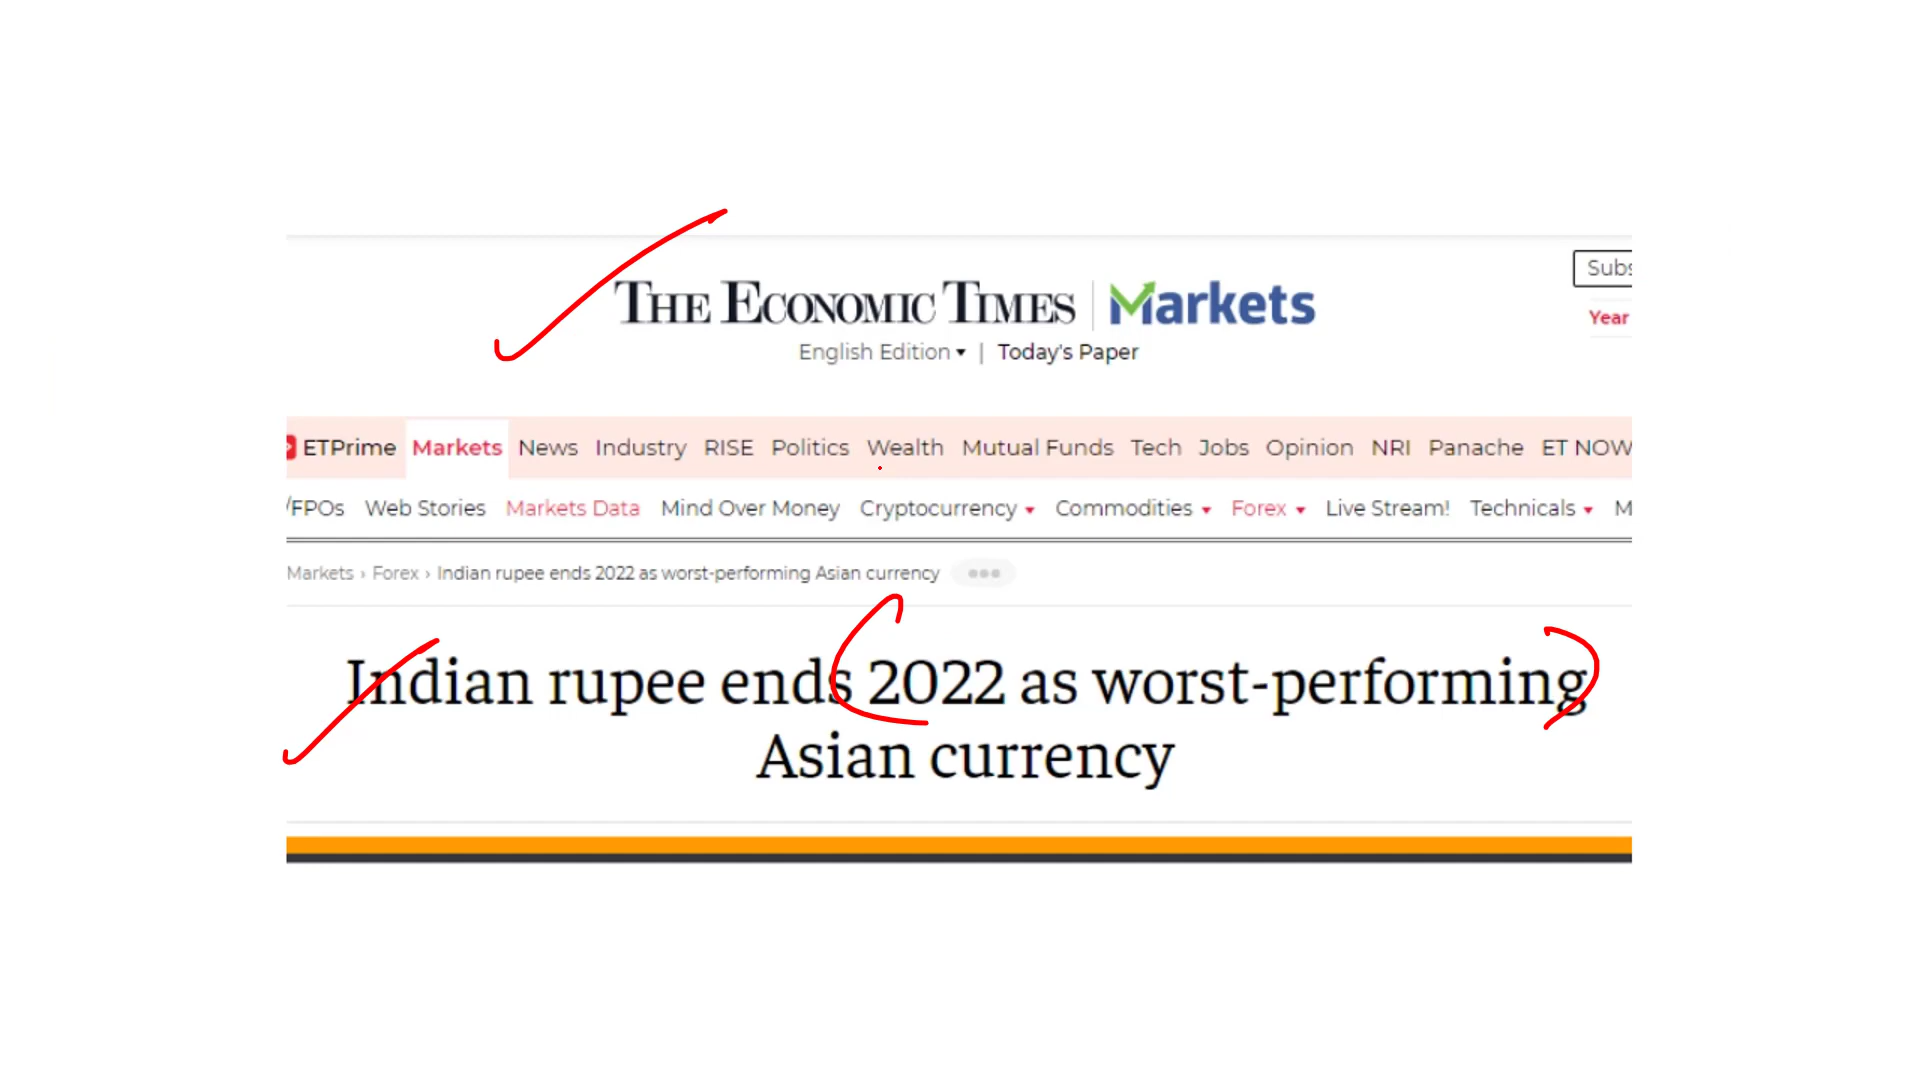 Subs
THE ECONOMIC TIMES | Markets
Year
English Edition ▾ | Today's Paper
ETPrime Markets News Industry RISE Politics Wealth Mutual Funds Tech Jobs Opinion NRI Panache ET NOW
/FPOs Web Stories Markets Data Mind Over Money Cryptocurrency ▾ Commodities ▾ Forex ▾ Live Stream! Technicals ▾ M
Markets › Forex › Indian rupee ends 2022 as worst-performing Asian currency
Indian rupee ends 2022 as worst-performing
Asian currency